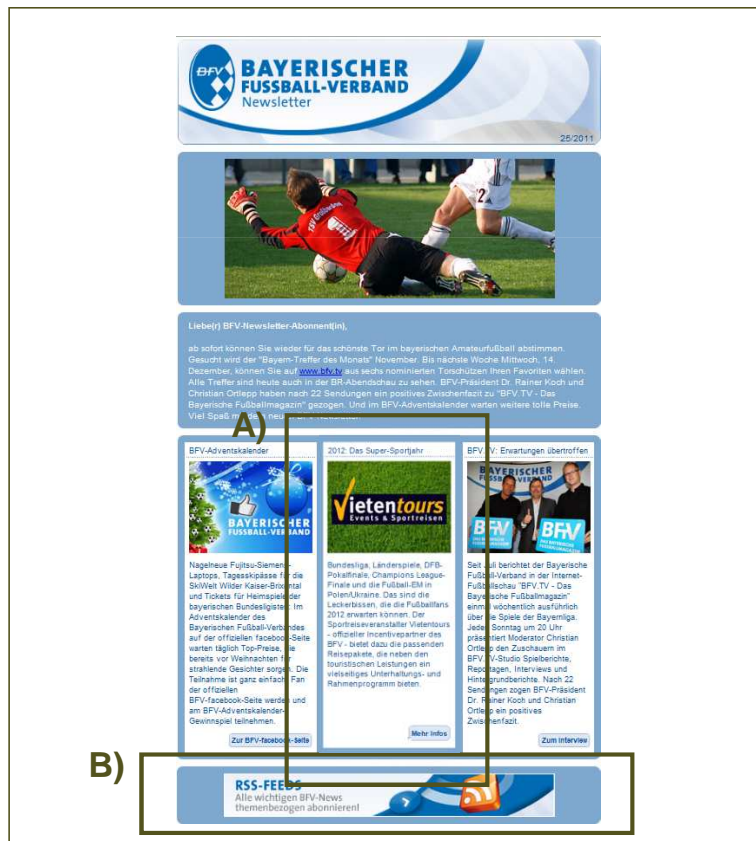 BFV
BAYERISCHER
FUSSBALL-VERBAND
Newsletter
25/2011
TSV
1
2
Liebe(r) BFV-Newsletter-Abonnent(in),
ab sofort können Sie wieder für das schönste Tor im bayerischen Amateurfußball abstimmen.
Gesucht wird der "Bayern-Treffer des Monats" November. Bis nächste Woche Mittwoch, 14.
Dezember, können Sie auf www.bfv.tv aus sechs nominierten Torschützen Ihren Favoriten wählen.
Alle Treffer sind heute auch in der BR-Abendschau zu sehen. BFV-Präsident Dr. Rainer Koch und
Christian Ortlepp haben nach 22 Sendungen ein positives Zwischenfazit zu "BFV.TV - Das
Bayerische Fußballmagazin" gezogen. Und im BFV-Adventskalender warten weitere tolle Preise.
Viel Spaß mit dem neuen BFV-Newsletter.
A)
BFV-Adventskalender
BAYERISCHER
FUSSBALL-VERBAND
Nagelneue Fujitsu-Siemens-
Laptops, Tagesskipässe für die
SkiWelt Wilder Kaiser-Brixental
und Tickets für Heimspiele der
bayerischen Bundesligisten: Im
Adventskalender des
Bayerischen Fußball-Verbandes
auf der offiziellen facebook-Seite
warten täglich Top-Preise, die
bereits vor Weihnachten für
strahlende Gesichter sorgen. Die
Teilnahme ist ganz einfach: Fan
der offiziellen
BFV-facebook-Seite werden und
am BFV-Adventskalender-
Gewinnspiel teilnehmen.
Zur BFV-facebook-Seite
2012: Das Super-Sportjahr
Vietentours
Events & Sportreisen
Bundesliga, Länderspiele, DFB-
Pokalfinale, Champions League-
Finale und die Fußball-EM in
Polen/Ukraine. Das sind die
Leckerbissen, die die Fußballfans
2012 erwarten können. Der
Sportreiseveranstalter Vietentours
- offizieller Incentivepartner des
BFV - bietet dazu die passenden
Reisepakete, die neben den
touristischen Leistungen ein
vielseitiges Unterhaltungs- und
Rahmenprogramm bieten.
Mehr Infos
BFV.TV: Erwartungen übertroffen
BAYERISCHER
BFV
BFV
Seit Juli berichtet der Bayerische
Fußball-Verband in der Internet-
Fußballschau "BFV.TV - Das
Bayerische Fußballmagazin"
einmal wöchentlich ausführlich
über die Spiele der Bayernliga.
Jeden Sonntag um 20 Uhr
präsentiert Moderator Christian
Ortlepp den Zuschauern im
BFV.TV-Studio Spielberichte,
Reportagen, Interviews und
Hintergrundberichte. Nach 22
Sendungen zogen BFV-Präsident
Dr. Rainer Koch und Christian
Ortlepp ein positives
Zwischenfazit.
Zum Interview
B)
RSS-FEEDS
Alle wichtigen BFV-News
themenbezogen abonnieren!